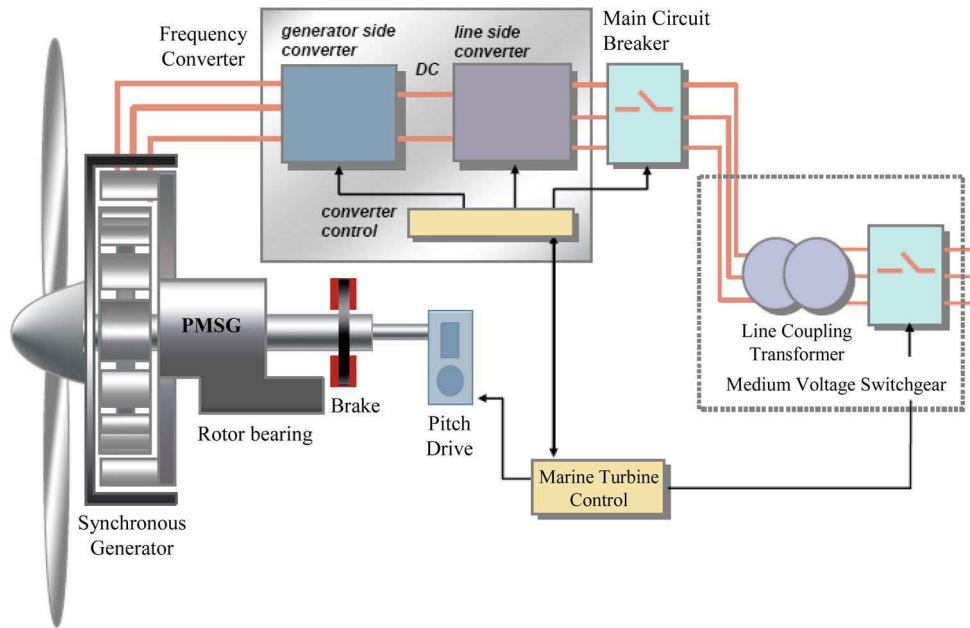 Frequency
Converter
generator side
converter
DC
line side
converter
Main Circuit
Breaker
converter
control
PMSG
Brake
Rotor bearing
Pitch
Drive
Line Coupling
Transformer
Medium Voltage Switchgear
Marine Turbine
Control
Synchronous
Generator